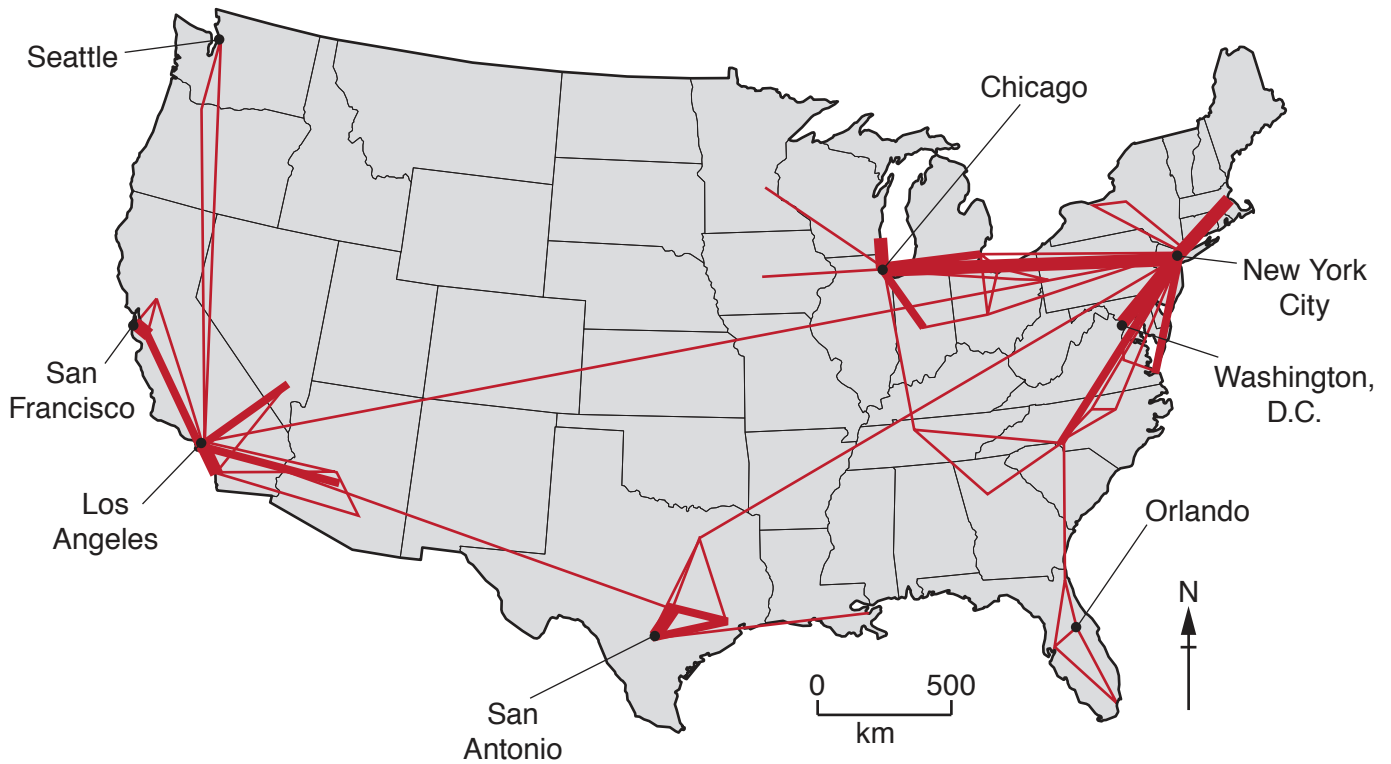 Seattle
Chicago
New York
City
San
Francisco
Washington,
D.C.
Los
Angeles
Orlando
N
0 500
km
San
Antonio